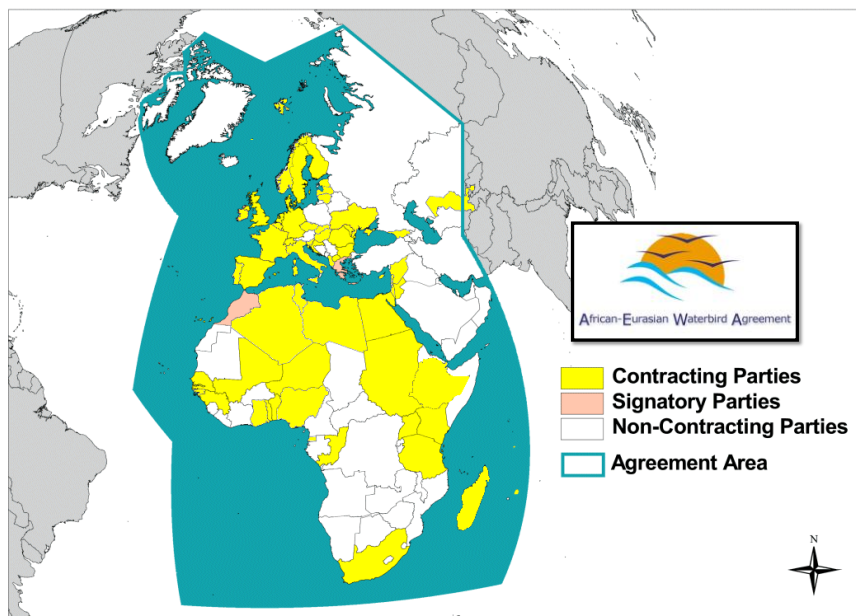 African-Eurasian Waterbird Agreement
Contracting Parties
Signatory Parties
Non-Contracting Parties
Agreement Area
N